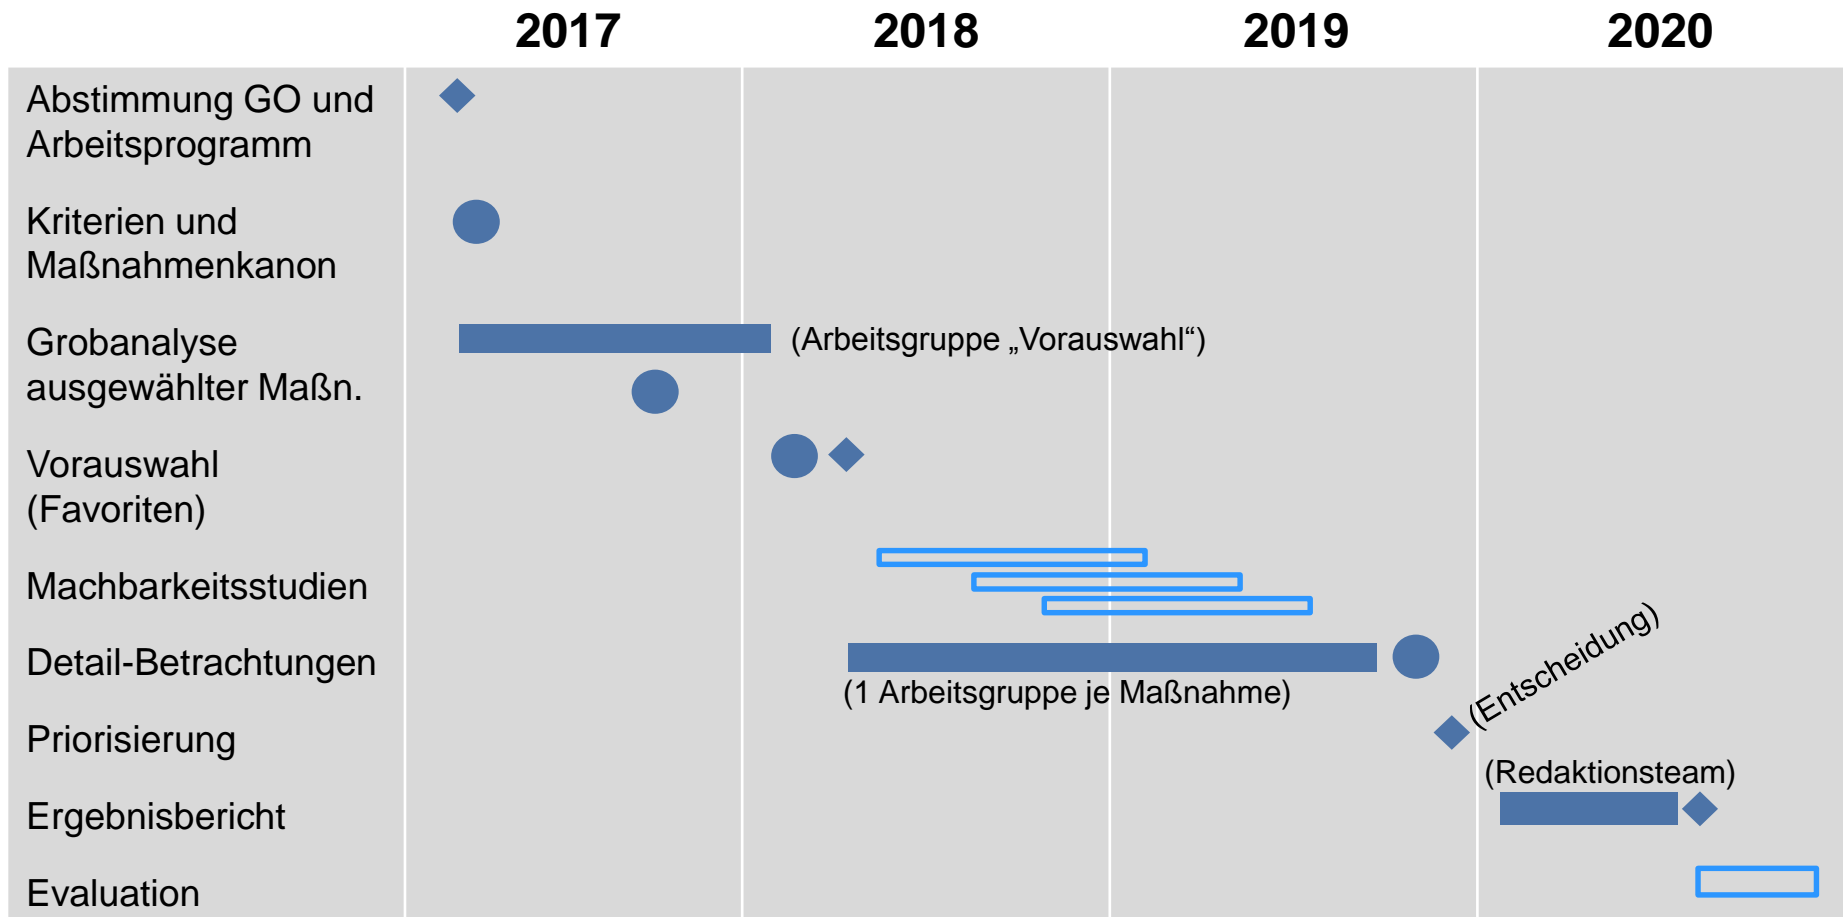 2017 2018 2019 2020
Abstimmung GO und
Arbeitsprogramm
Kriterien und
Maßnahmenkanon
Grobanalyse
ausgewählter Maßn.
(Arbeitsgruppe „Vorauswahl“)
Vorauswahl
(Favoriten)
Machbarkeitsstudien
Detail-Betrachtungen
(1 Arbeitsgruppe je Maßnahme)
Priorisierung
(Entscheidung)
(Redaktionsteam)
Ergebnisbericht
Evaluation